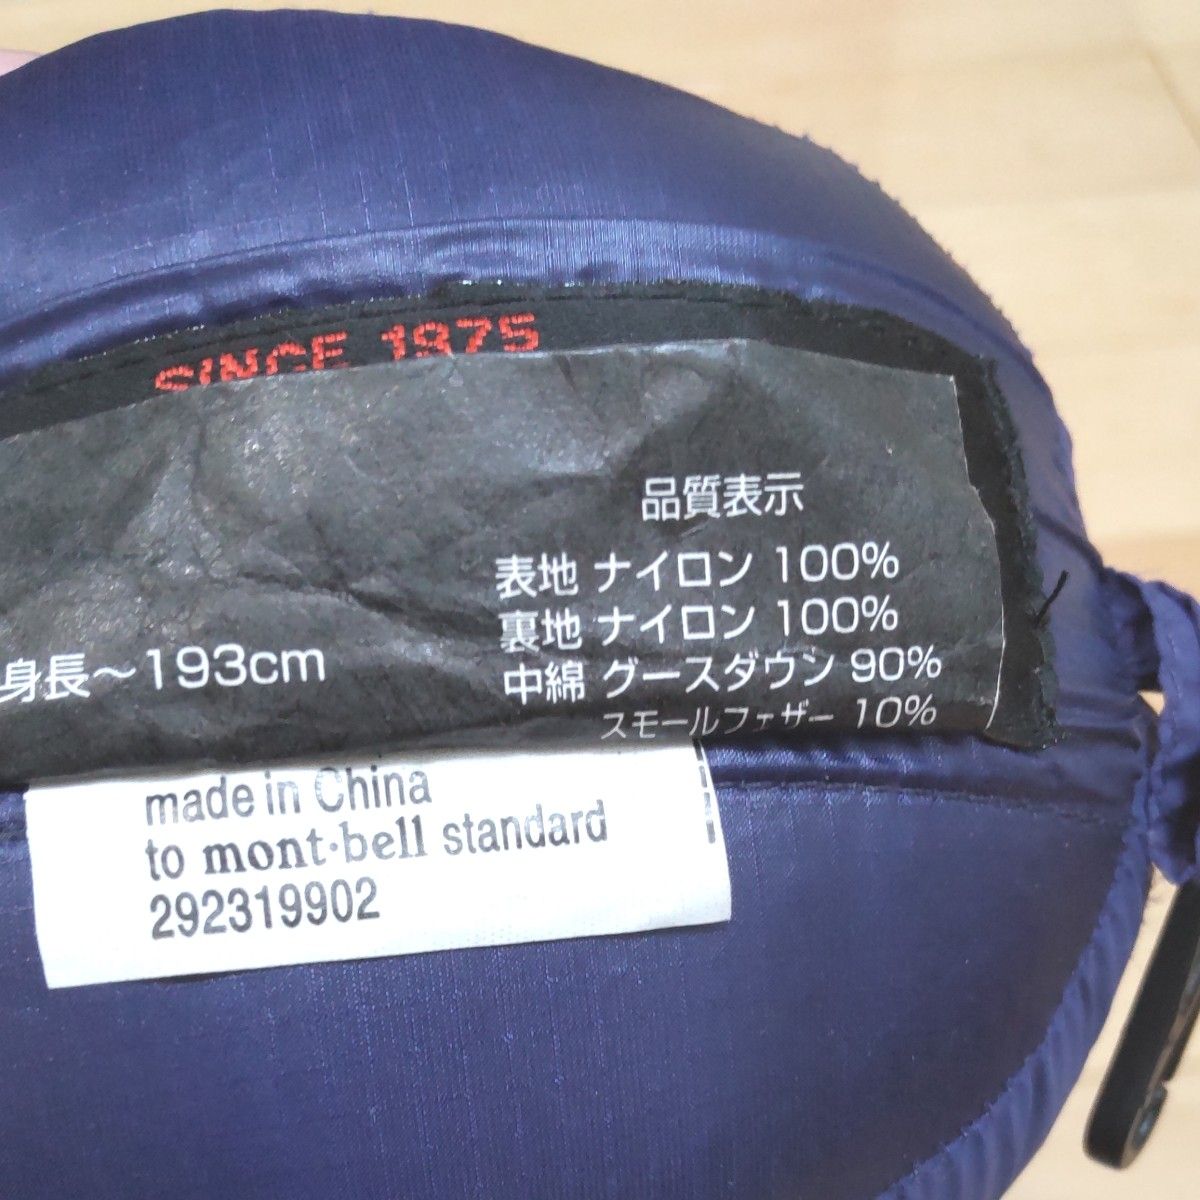 SINCE 1975
品質表示
表地 ナイロン 100%
裏地 ナイロン 100%
中綿 グースダウン 90%
スモールフェザー 10%
身長～193cm
made in China
to mont-bell standard
292319902